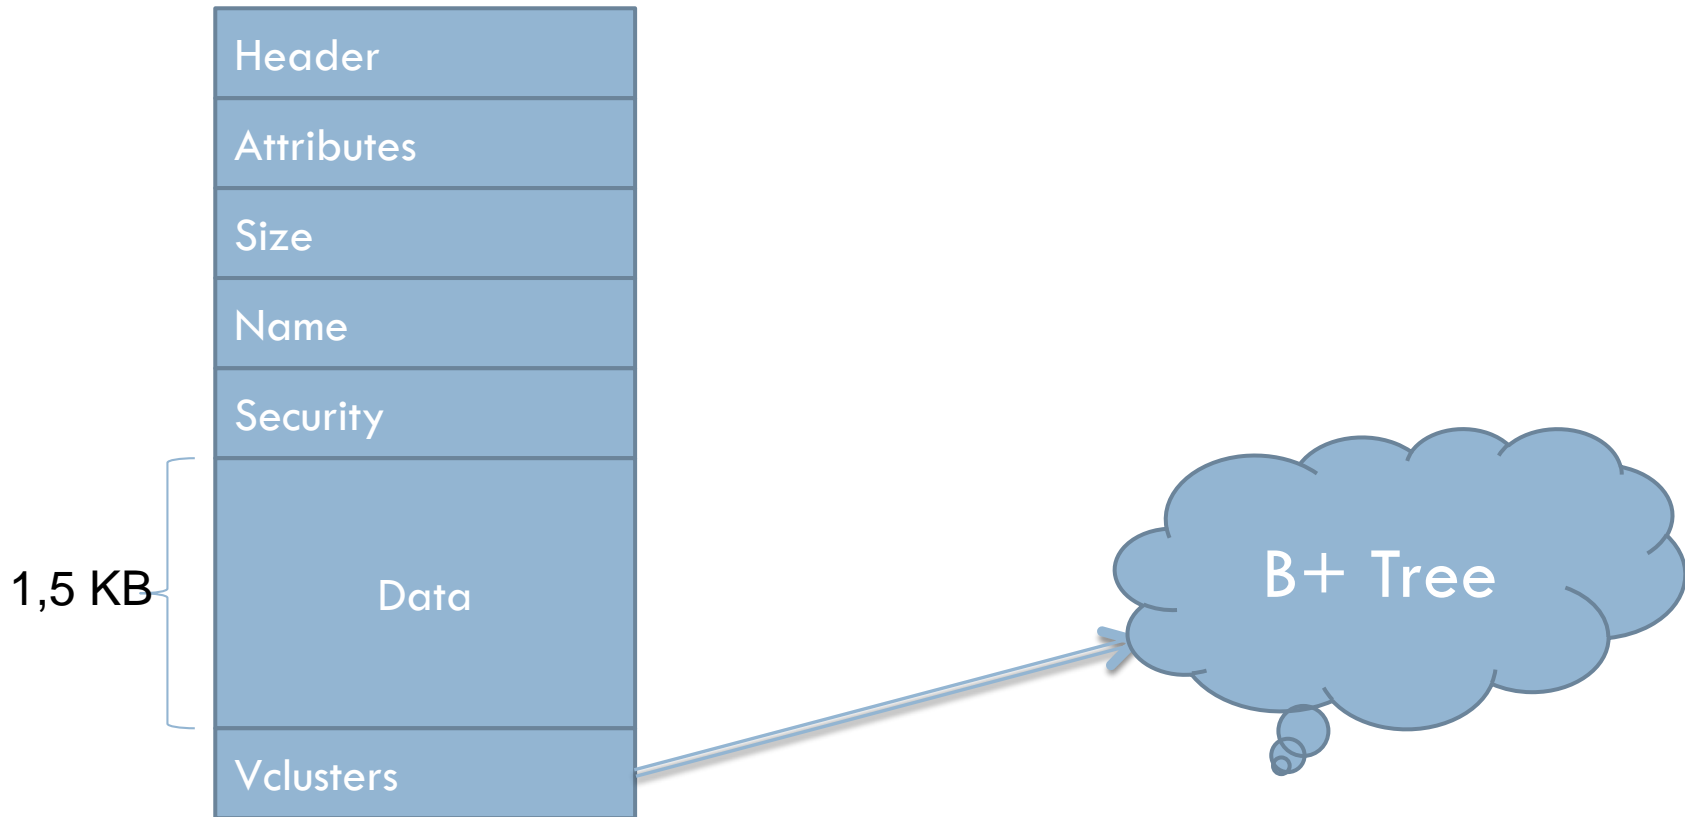 Header
Attributes
Size
Name
Security
1,5 KB
Data
Vclusters
B+ Tree